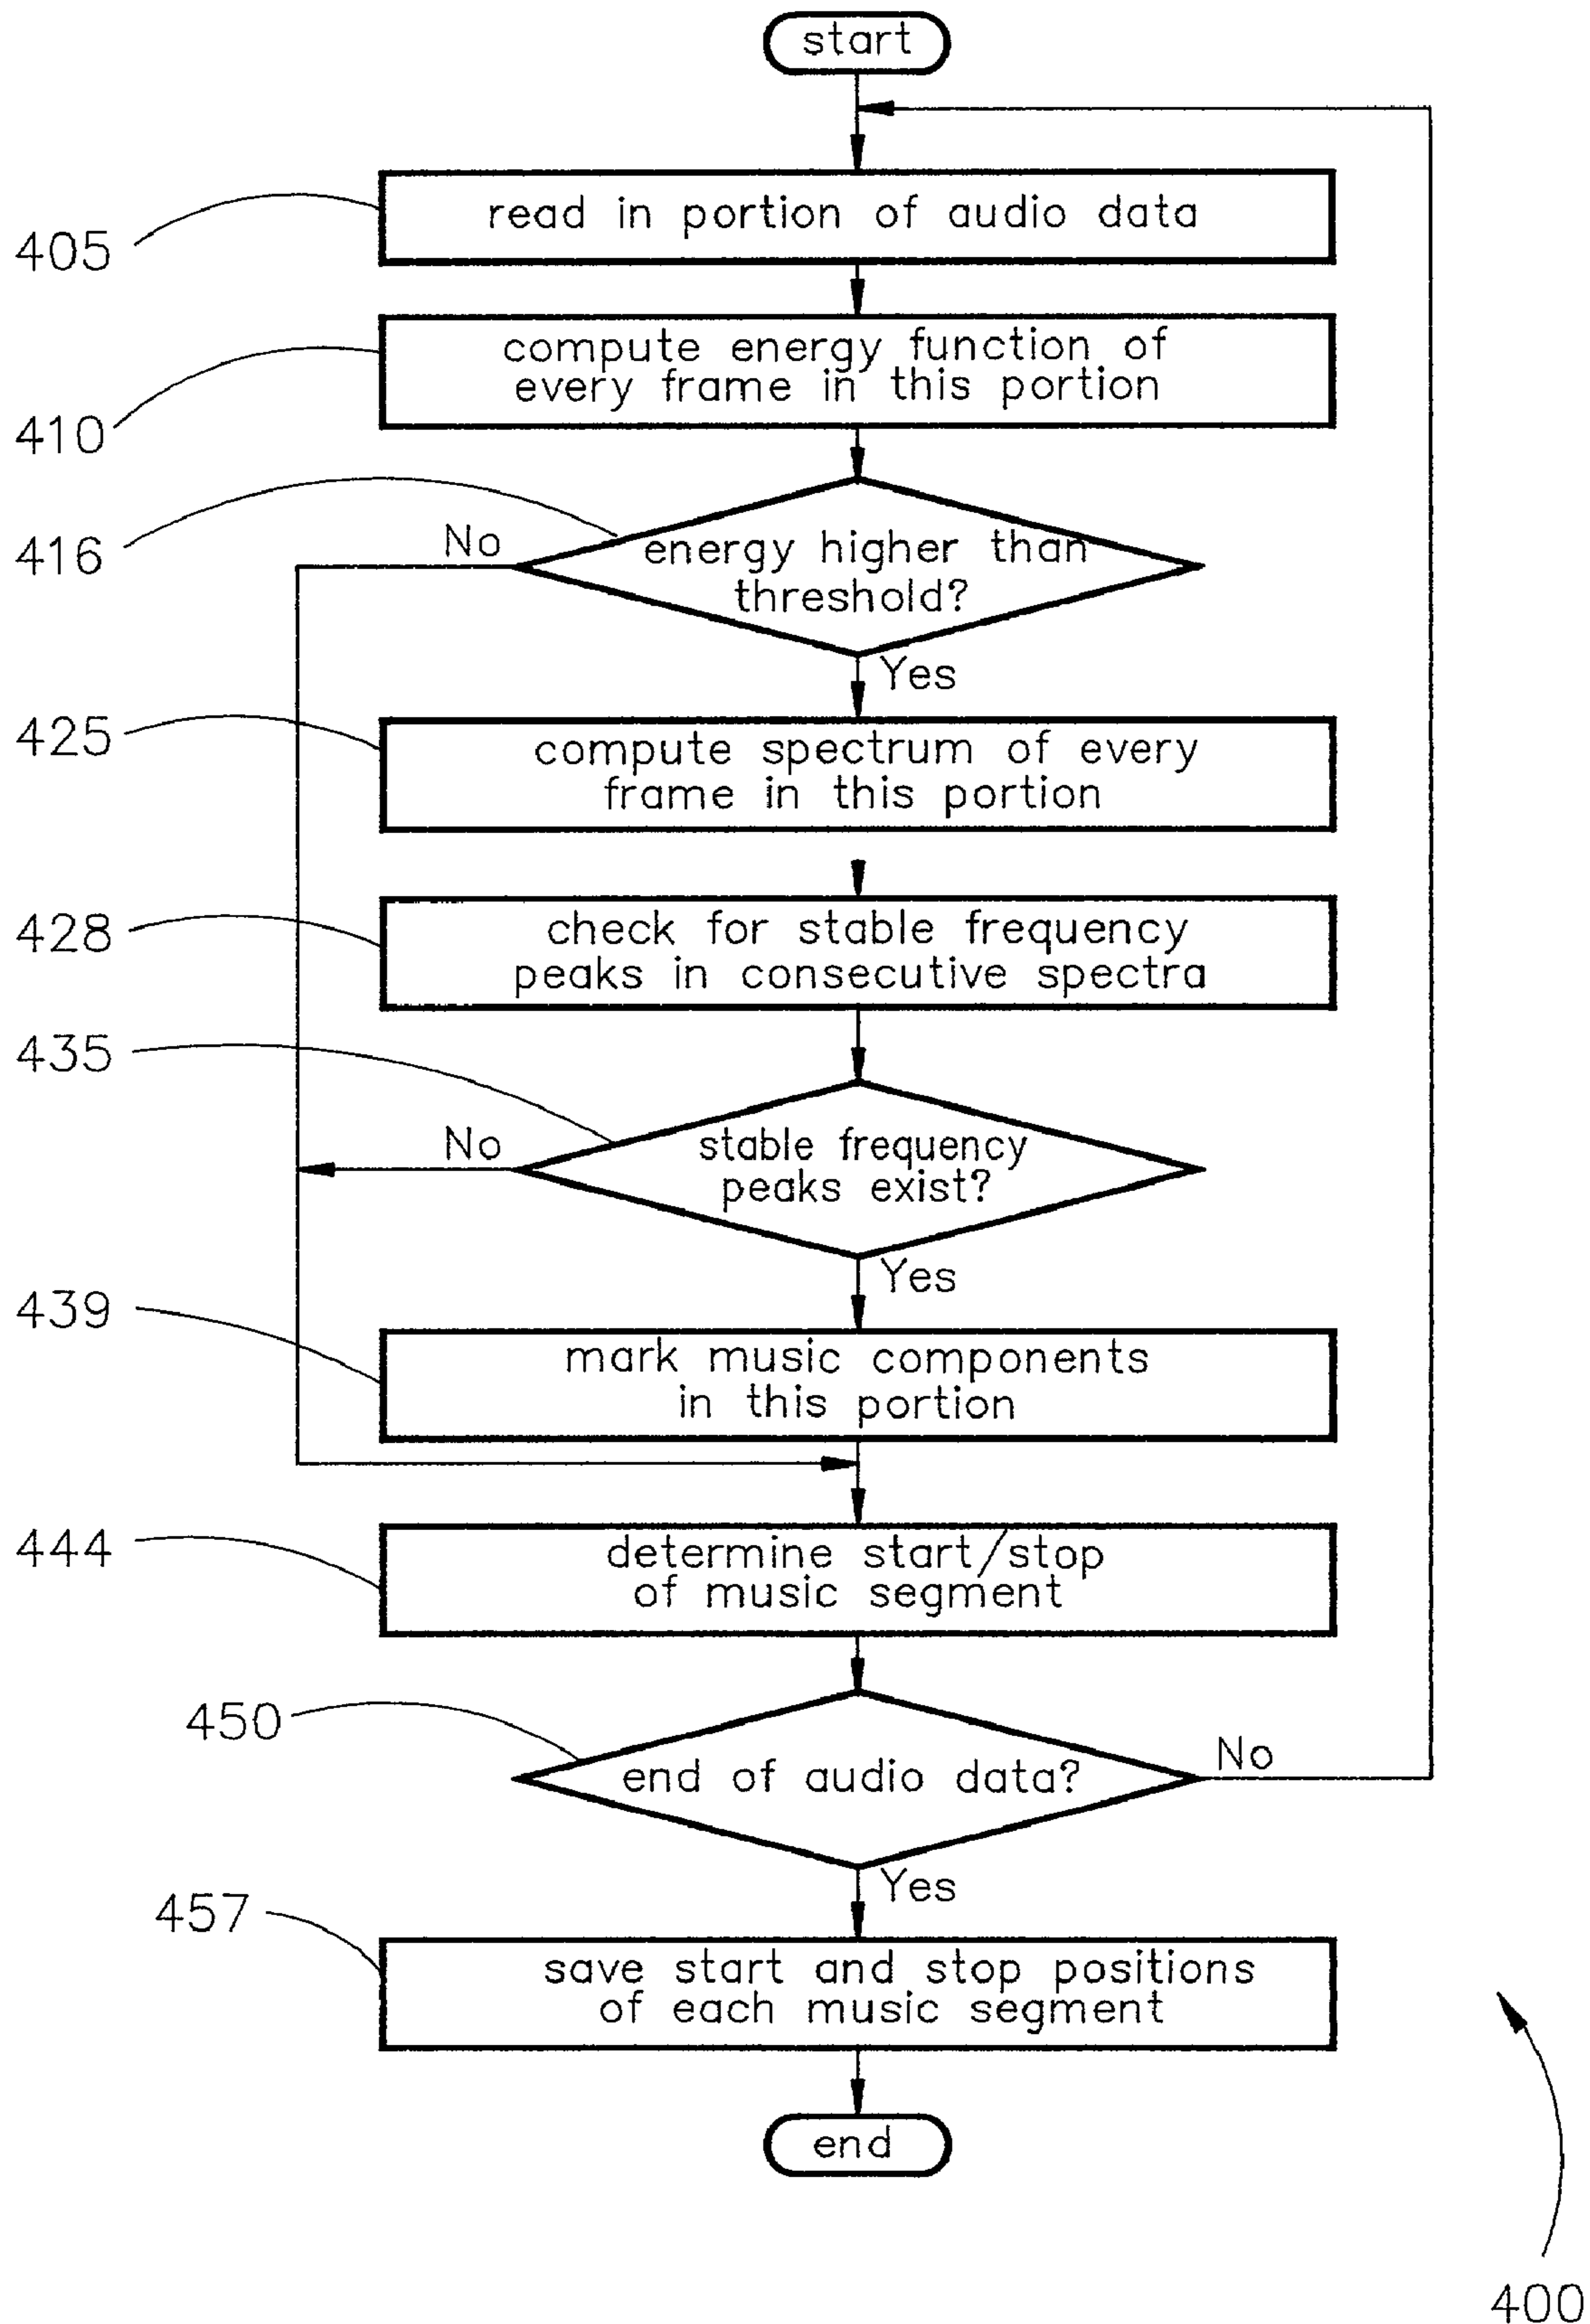 start
405
read in portion of audio data
410
compute energy function of
every frame in this portion
416
No
energy higher than
threshold?
Yes
425
compute spectrum of every
frame in this portion
428
check for stable frequency
peaks in consecutive spectra
435
No
stable frequency
peaks exist?
Yes
439
mark music components
in this portion
444
determine start/stop
of music segment
450
end of audio data?
No
Yes
457
save start and stop positions
of each music segment
end
400